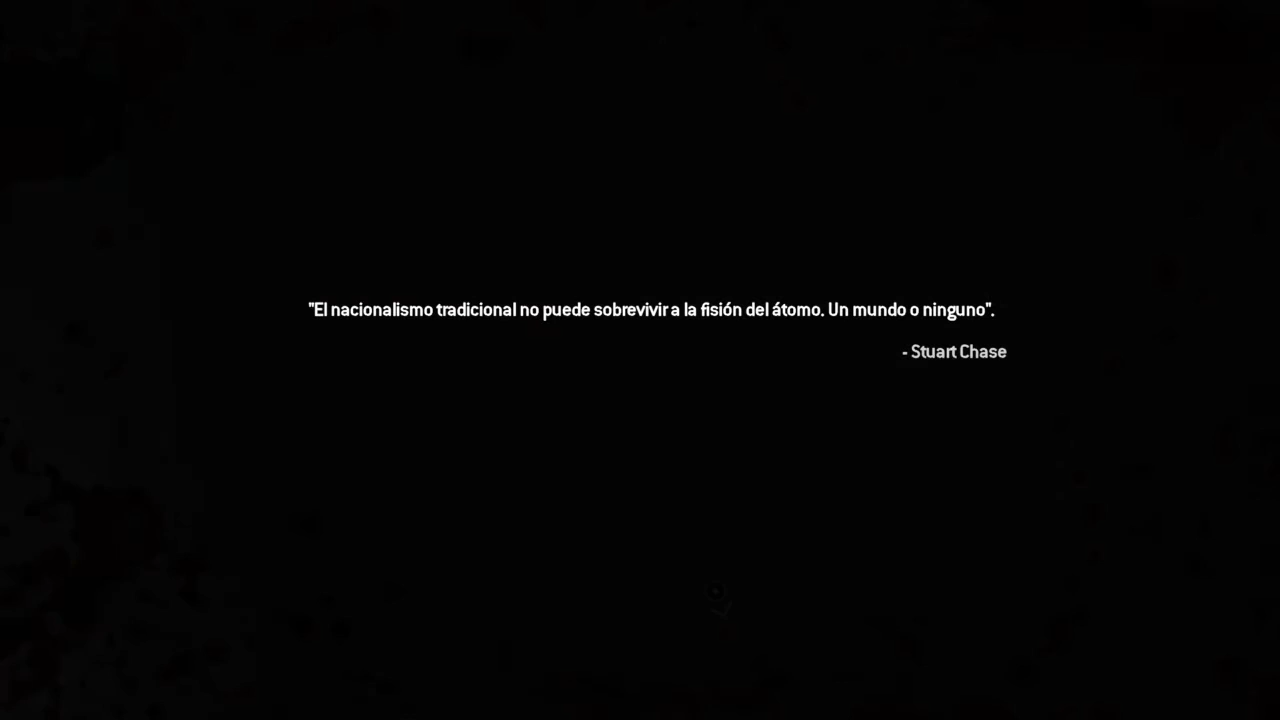 "El nacionalismo tradicional no puede sobrevivir a la fisión del átomo. Un mundo o ninguno".
- Stuart Chase